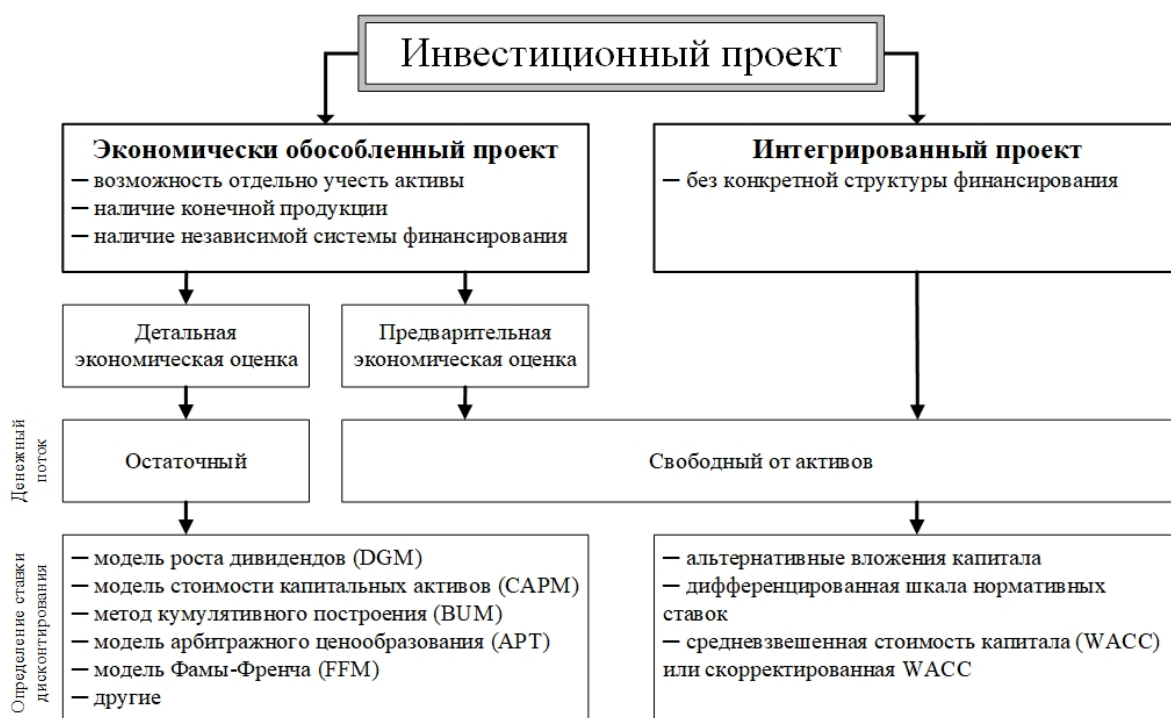 Инвестиционный проект
Экономически обособленный проект
— возможность отдельно учесть активы
— наличие конечной продукции
— наличие независимой системы финансирования
Интегрированный проект
— без конкретной структуры финансирования
Детальная
экономическая оценка
Предварительная
экономическая оценка
Денежный
поток
Остаточный
Свободный от активов
Определение ставки
дисконтирования
— модель роста дивидендов (DGM)
— модель стоимости капитальных активов (CAPM)
— метод кумулятивного построения (BUM)
— модель арбитражного ценообразования (APT)
— модель Фамы-Френча (FFM)
— другие
— альтернативные вложения капитала
— дифференцированная шкала нормативных
ставок
— средневзвешенная стоимость капитала (WACC)
или скорректированная WACC